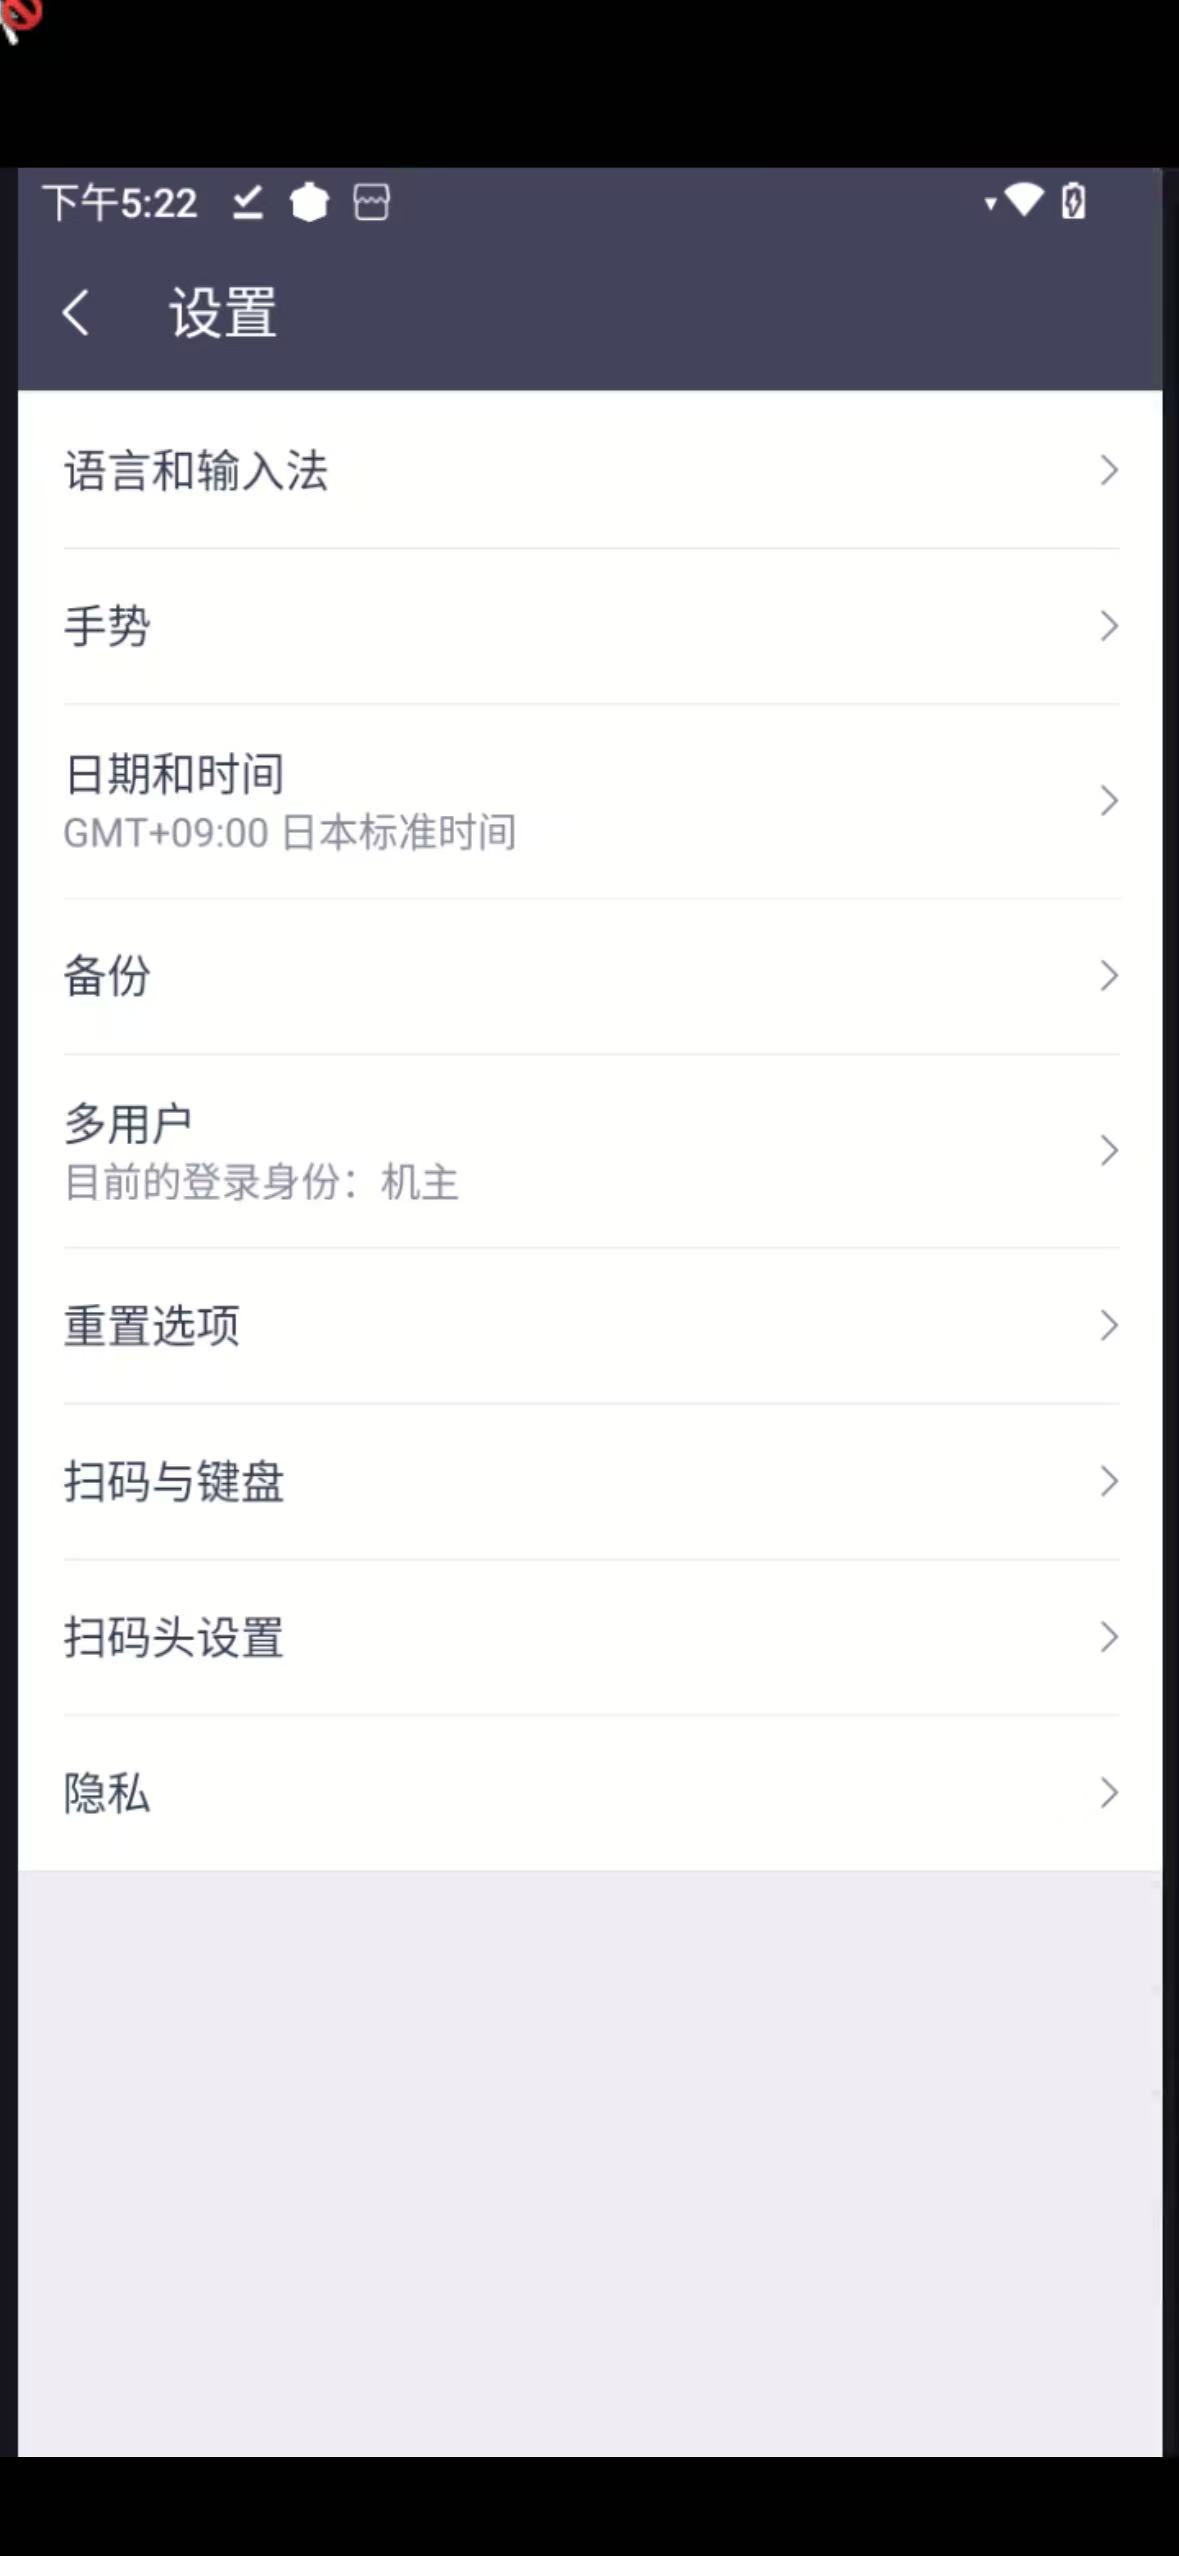 下午5:22
设置
语言和输入法
手势
日期和时间
GMT+09:00 日本标准时间
备份
多用户
目前的登录身份：机主
重置选项
扫码与键盘
扫码头设置
隐私